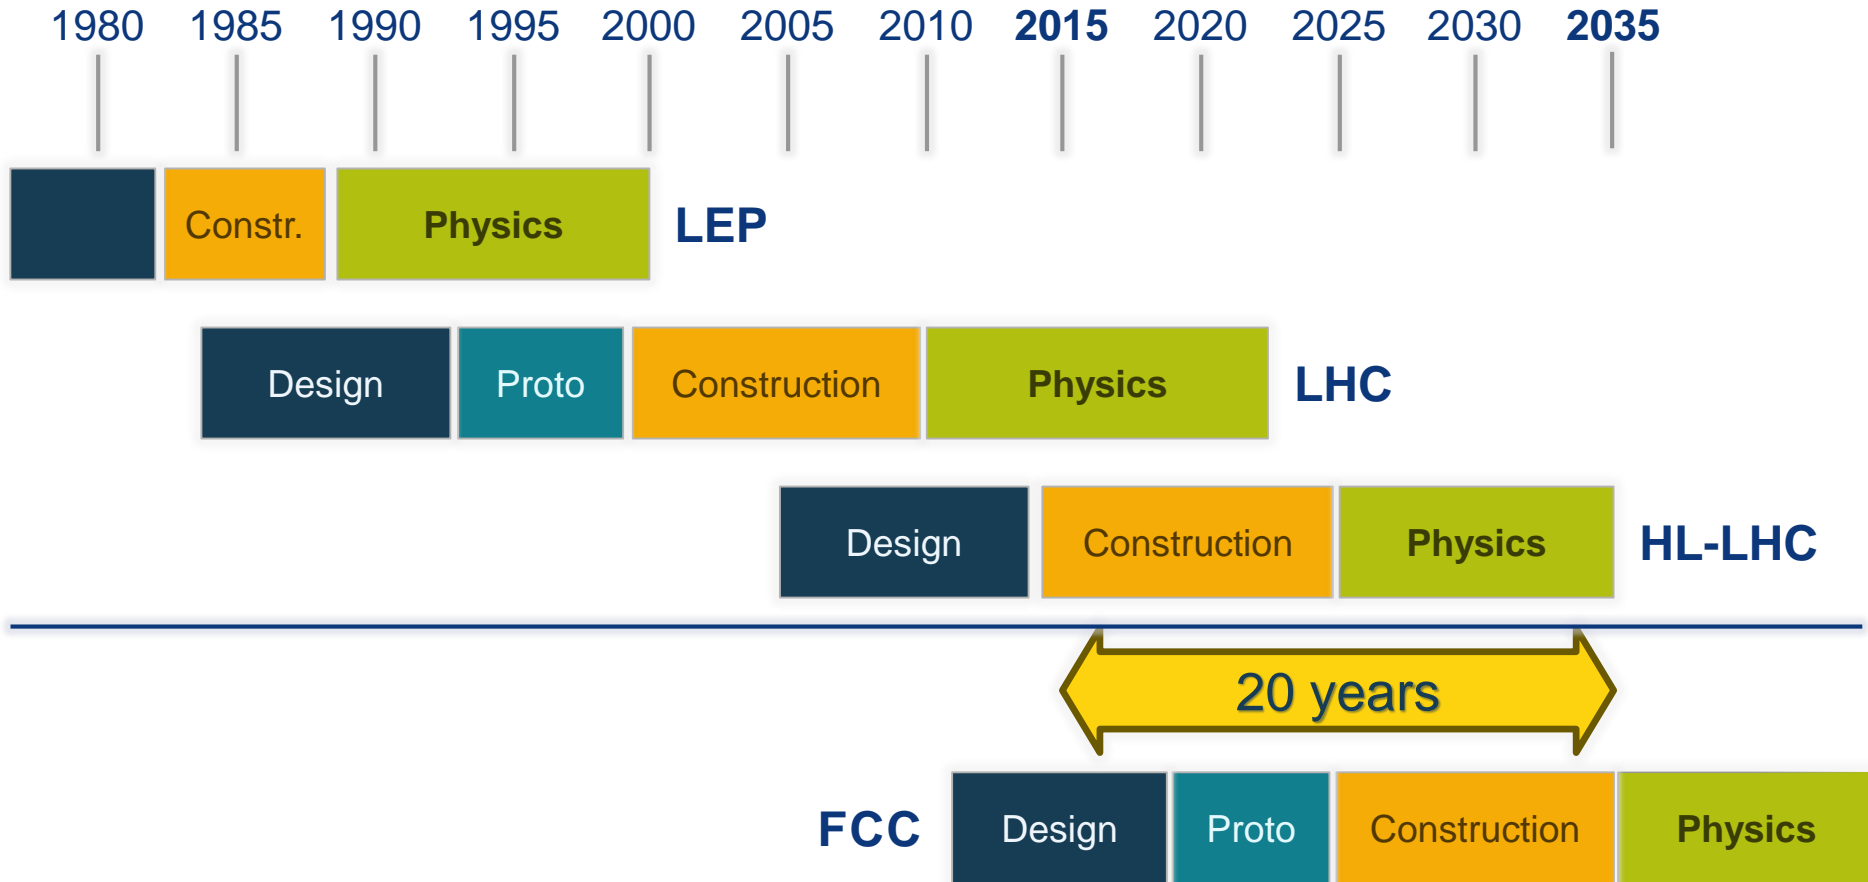 1980 1985 1990 1995 2000 2005 2010 2015 2020 2025 2030 2035
Constr. Physics LEP
Design Proto Construction Physics LHC
Design Construction Physics HL-LHC
20 years
FCC Design Proto Construction Physics